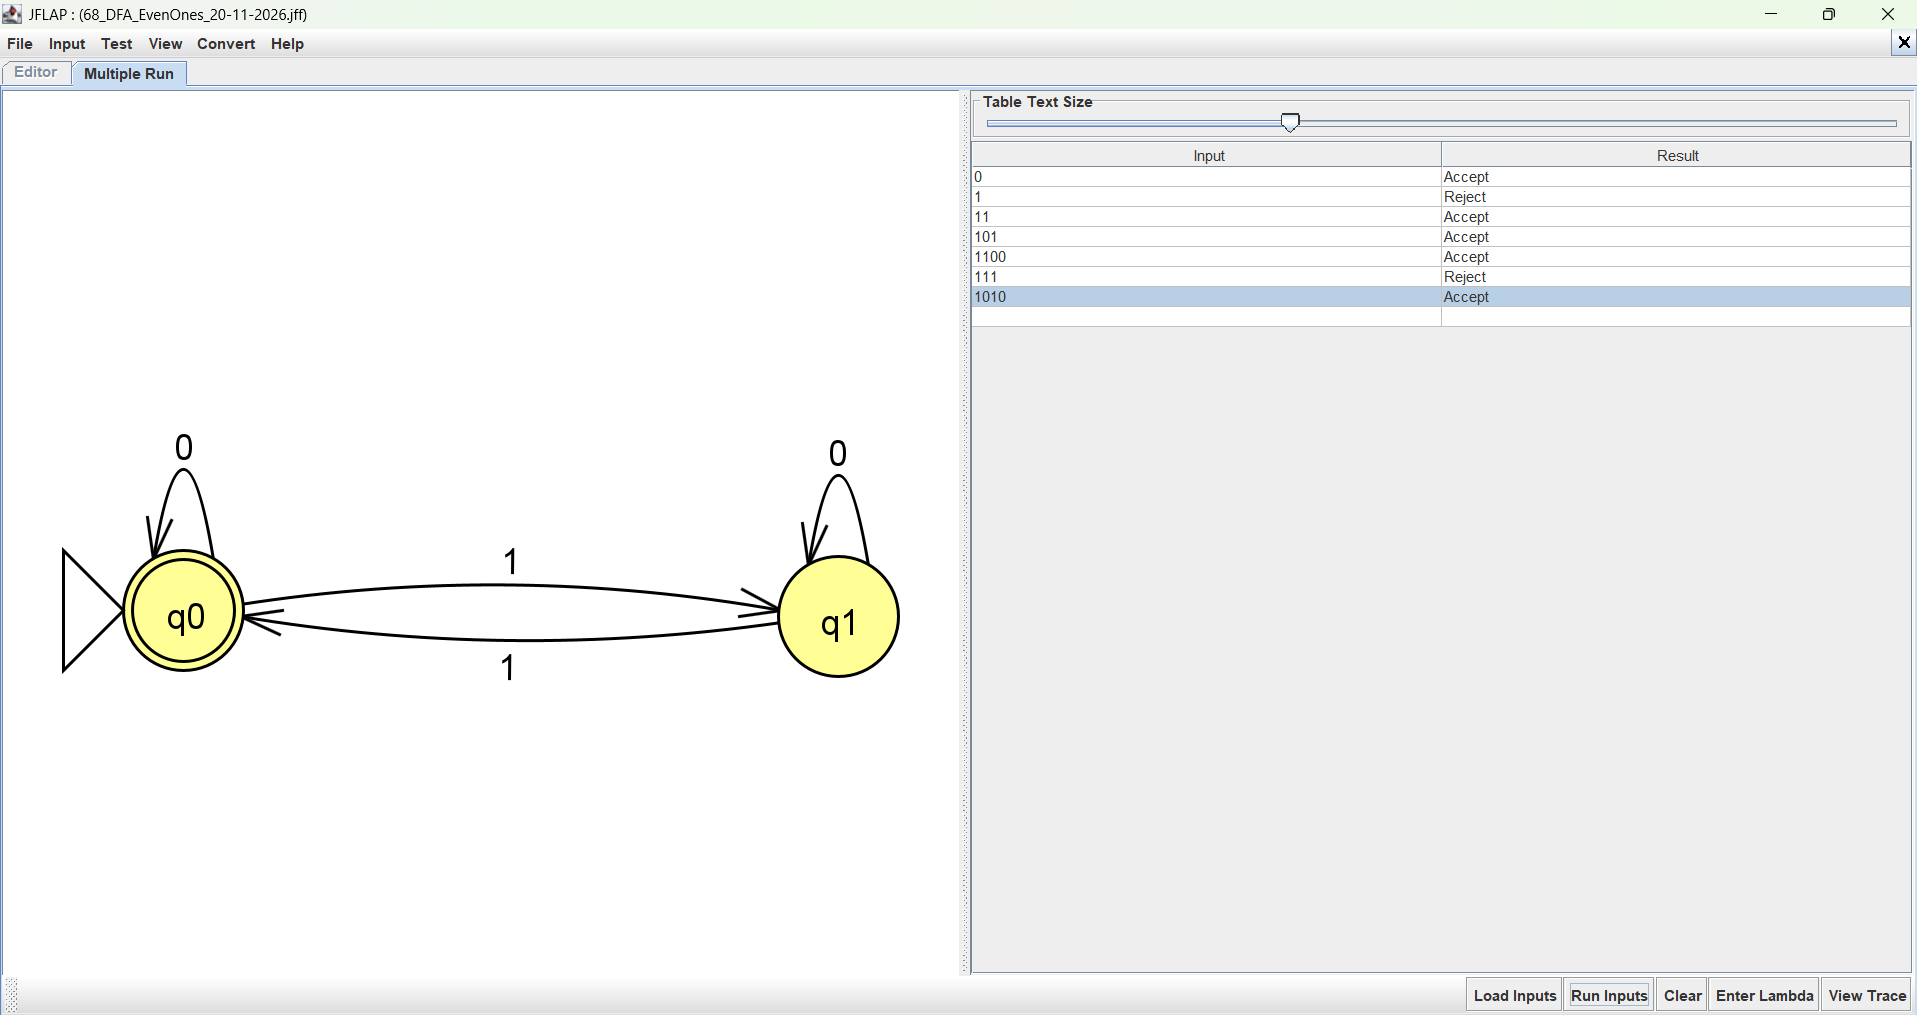 JFLAP : (68_DFA_EvenOnes_20-11-2026.jff)
File Input Test View Convert Help
Editor Multiple Run
Table Text Size
Input Result
0 Accept
1 Reject
11 Accept
101 Accept
1100 Accept
111 Reject
1010 Accept
0 0
1
q0 q1
1
Load Inputs Run Inputs Clear Enter Lambda View Trace